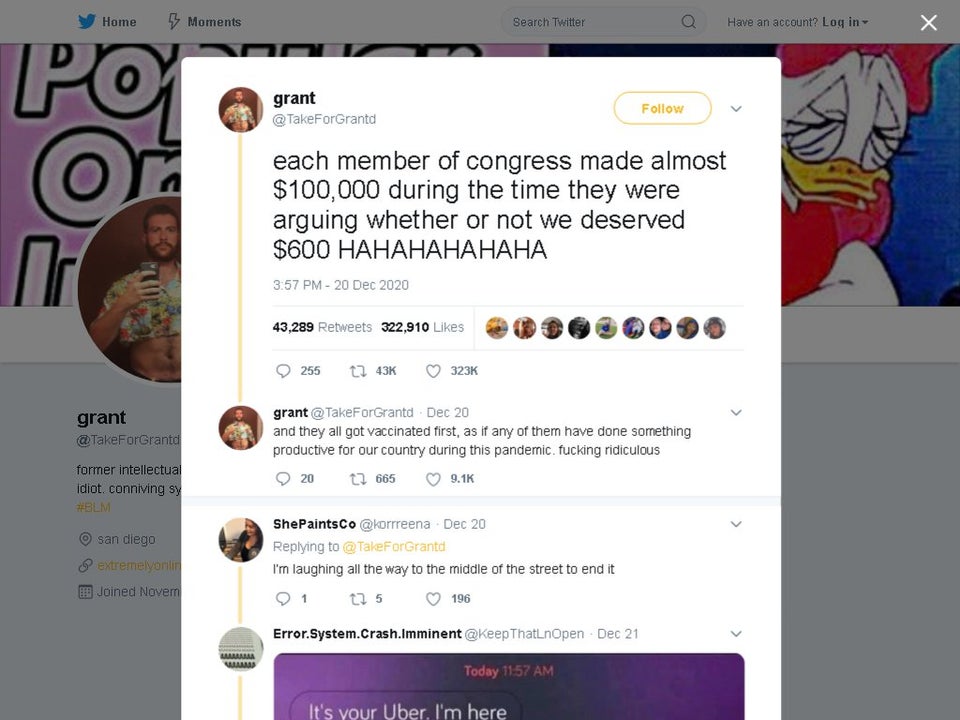 Home
Moments
Search Twitter
Have an account? Log in
Popular
On
grant
@TakeForGrantd
Follow
each member of congress made almost
$100,000 during the time they were
arguing whether or not we deserved
$600 HAHAHAHAHAHA
3:57 PM - 20 Dec 2020
43,289 Retweets 322,910 Likes
255 43K 323K
grant @TakeForGrantd · Dec 20
and they all got vaccinated first, as if any of them have done something
productive for our country during this pandemic. fucking ridiculous
20 665 9.1K
ShePaintsCo @korrreena · Dec 20
Replying to @TakeForGrantd
I'm laughing all the way to the middle of the street to end it
1 5 196
Error.System.Crash.Imminent @KeepThatLnOpen · Dec 21
Today 11:57 AM
It's your Uber, I'm here
grant
@TakeForGrantd
former intellectual
idiot. conniving sy
#BLM
san diego
extremelyonlin
Joined Novem